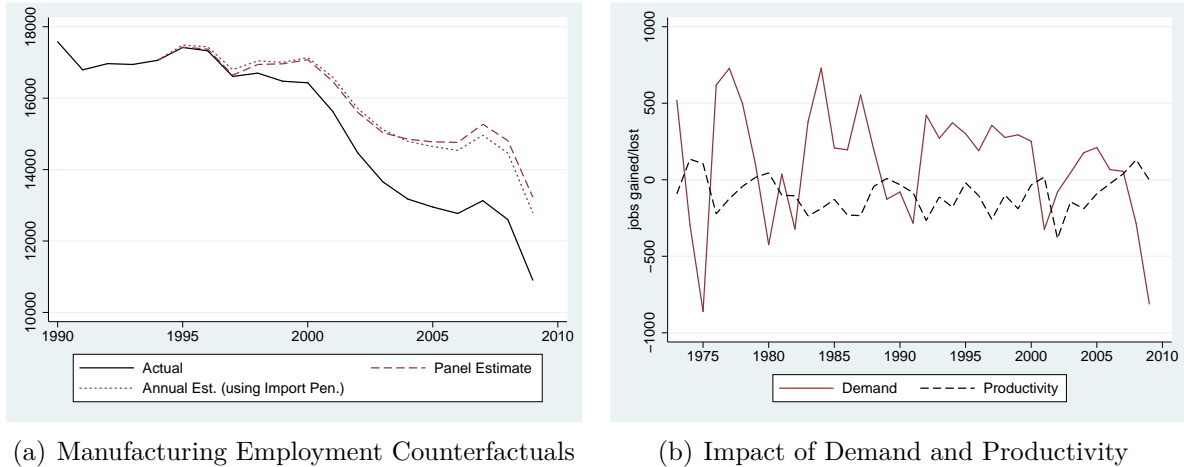 18000
16000
14000
12000
10000
1990
1995
2000
2005
2010
Actual
Panel Estimate
Annual Est. (using Import Pen.)
(a) Manufacturing Employment Counterfactuals
jobs gained/lost
1000
500
0
−500
−1000
1975
1980
1985
1990
1995
2000
2005
2010
Demand
Productivity
(b) Impact of Demand and Productivity